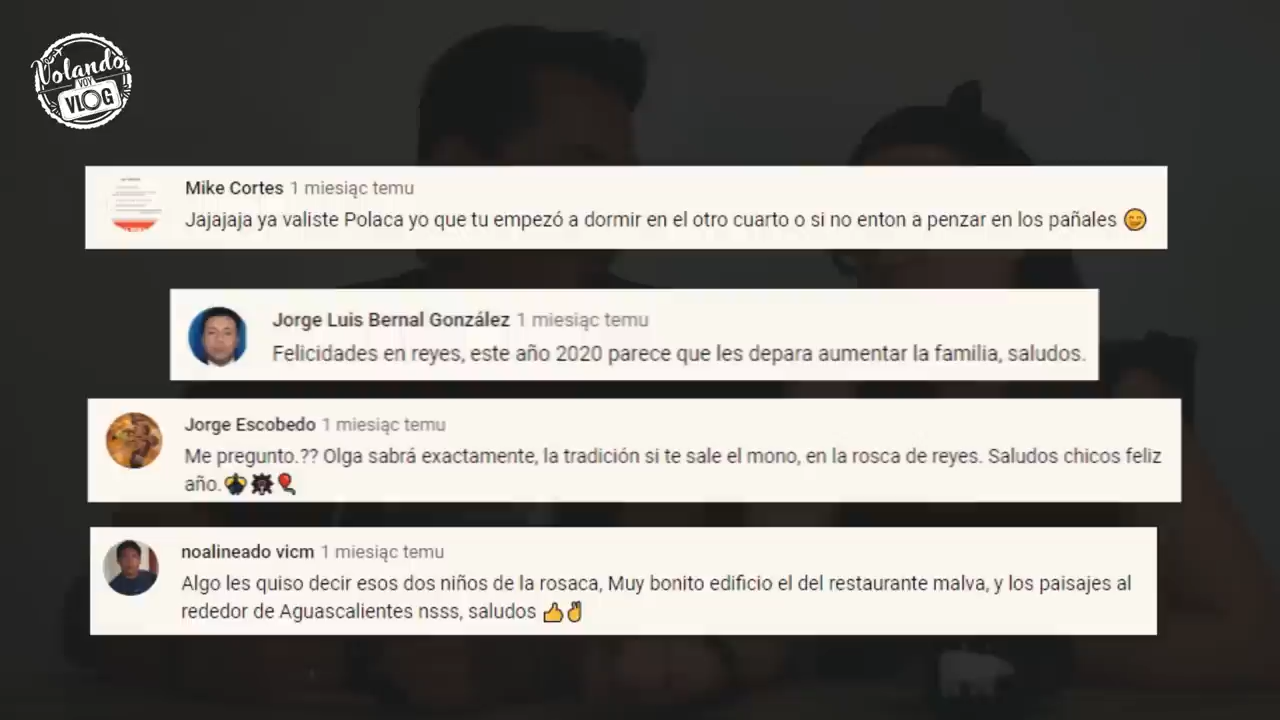 Volando
VOY
VLOG
Mike Cortes 1 miesiąc temu
Jajajaja ya valiste Polaca yo que tu empezó a dormir en el otro cuarto o si no enton a penzar en los pañales 😄
Jorge Luis Bernal González 1 miesiąc temu
Felicidades en reyes, este año 2020 parece que les depara aumentar la familia, saludos.
Jorge Escobedo 1 miesiąc temu
Me pregunto.?? Olga sabrá exactamente, la tradición si te sale el mono, en la rosca de reyes. Saludos chicos feliz
año.
noalineado vicm 1 miesiąc temu
Algo les quiso decir esos dos niños de la rosaca, Muy bonito edificio el del restaurante malva, y los paisajes al
rededor de Aguascalientes nsss, saludos 👍✌